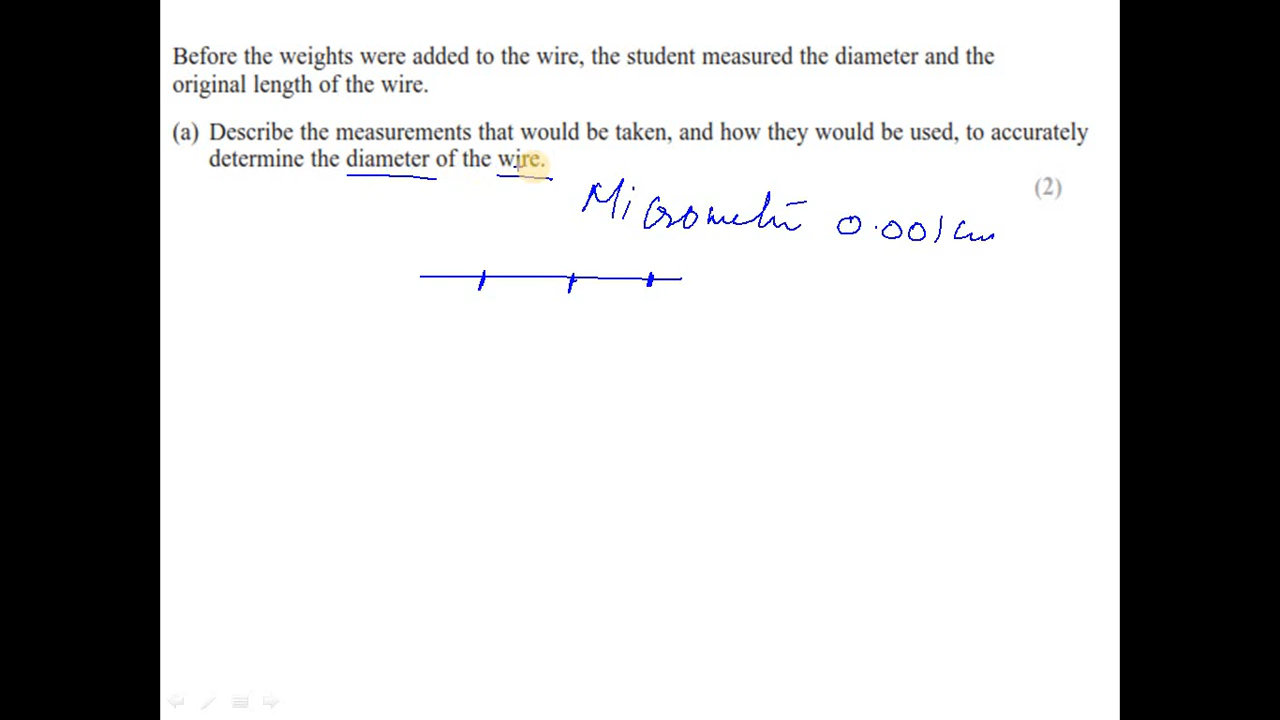 Before the weights were added to the wire, the student measured the diameter and the
original length of the wire.
(a) Describe the measurements that would be taken, and how they would be used, to accurately
determine the diameter of the wire.
(2)
Micrometer 0.001cm